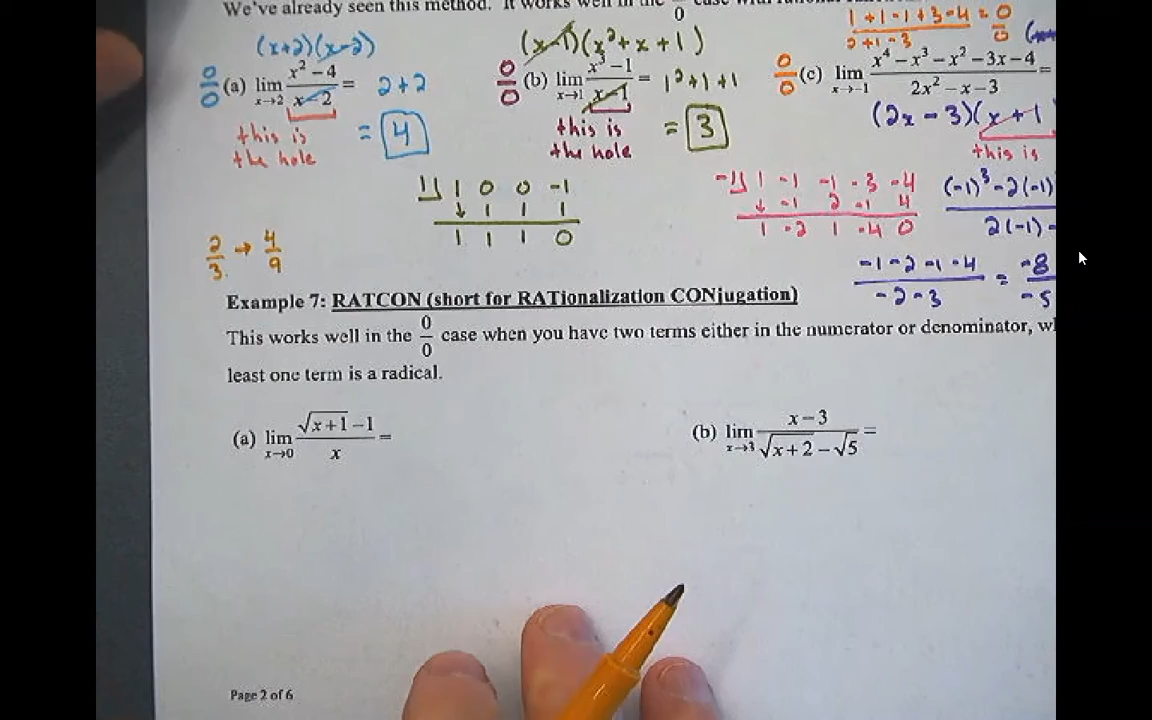 We've already seen this method. It works well in the 0 case with
1+1-1+3-4 = 0
2+1-3 0
(x+2)(x-2)
(x-1)(x²+x+1)
0/0 (a) lim x→2 x² - 4 / x - 2 = 2+2
0/0 (b) lim x→1 x³ - 1 / x - 1 = 1²+1+1
0/0 (c) lim x→-1 x⁴ - x³ - x² - 3x - 4 / 2x² - x - 3 =
(2x-3)(x+1
this is the hole
= 4
this is the hole
= 3
this is
1 1 0 0 -1
↓ 1 1 1
1 1 1 0
-1 1 -1 -1 -3 -4
↓ -1 2 -1 4
1 -2 1 -4 0
(-1)³-2(-1)
2(-1)-
2/3 → 4/9
-1-2-1-4 / -2-3 = -8 / -5
Example 7: RATCON (short for RATionalization CONjugation)
This works well in the 0/0 case when you have two terms either in the numerator or denominator,
least one term is a radical.
(a) lim x→0 √x+1 - 1 / x =
(b) lim x→3 x - 3 / √x+2 - √5 =
Page 2 of 6